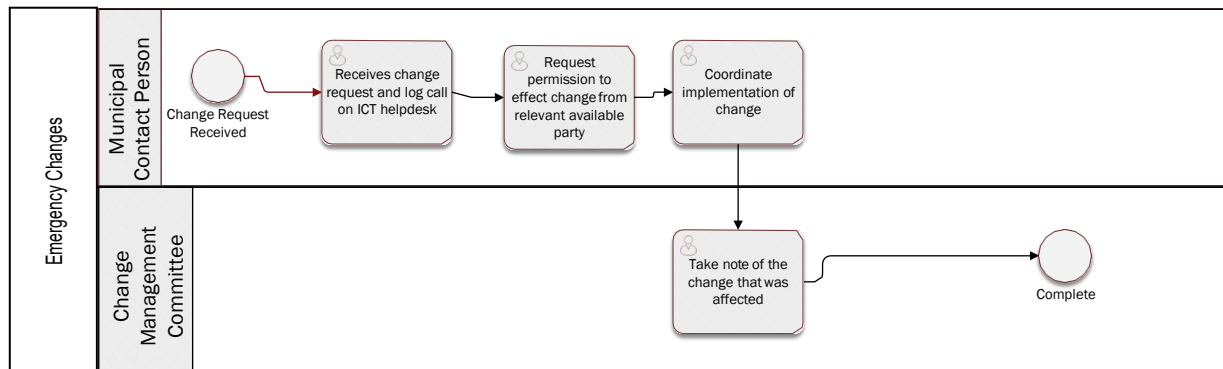 Emergency Changes
Municipal
Contact Person
Change Request
Received
Receives change
request and log call
on ICT helpdesk
Request
permission to
effect change from
relevant available
party
Coordinate
implementation of
change
Change
Management
Committee
Take note of the
change that was
affected
Complete